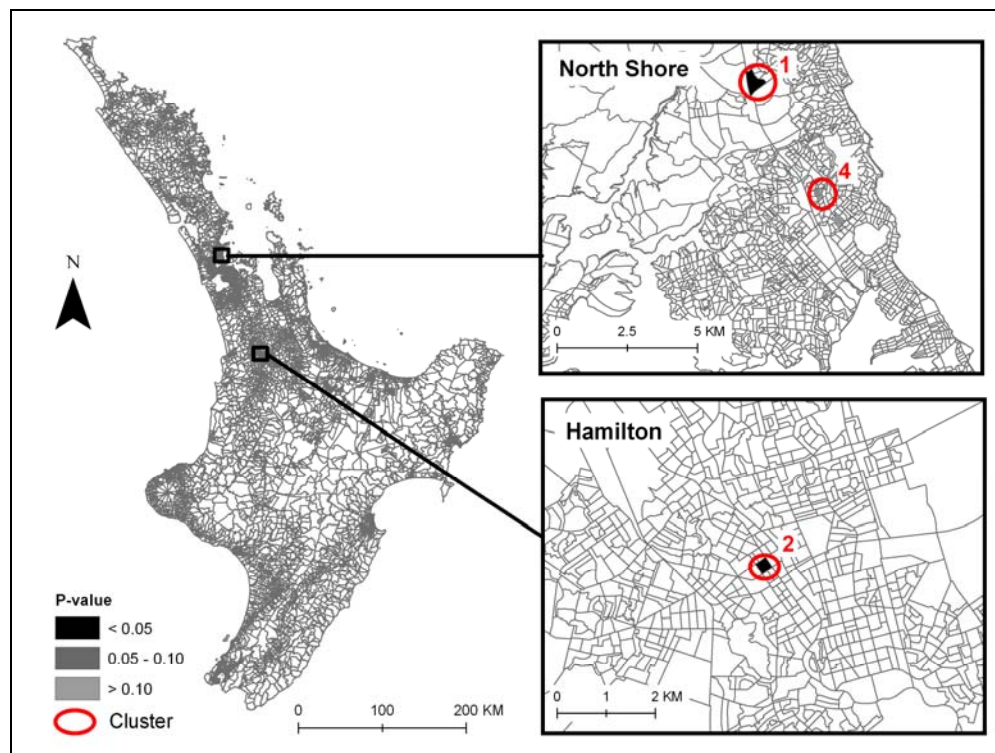 N
P-value
< 0.05
0.05 - 0.10
> 0.10
Cluster
0 100 200 KM
North Shore
1
4
0 2.5 5 KM
Hamilton
2
0 1 2 KM